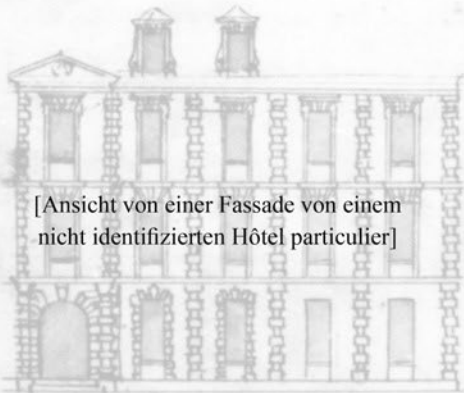 [Ansicht von einer Fassade von einem
nicht identifizierten Hôtel particulier]